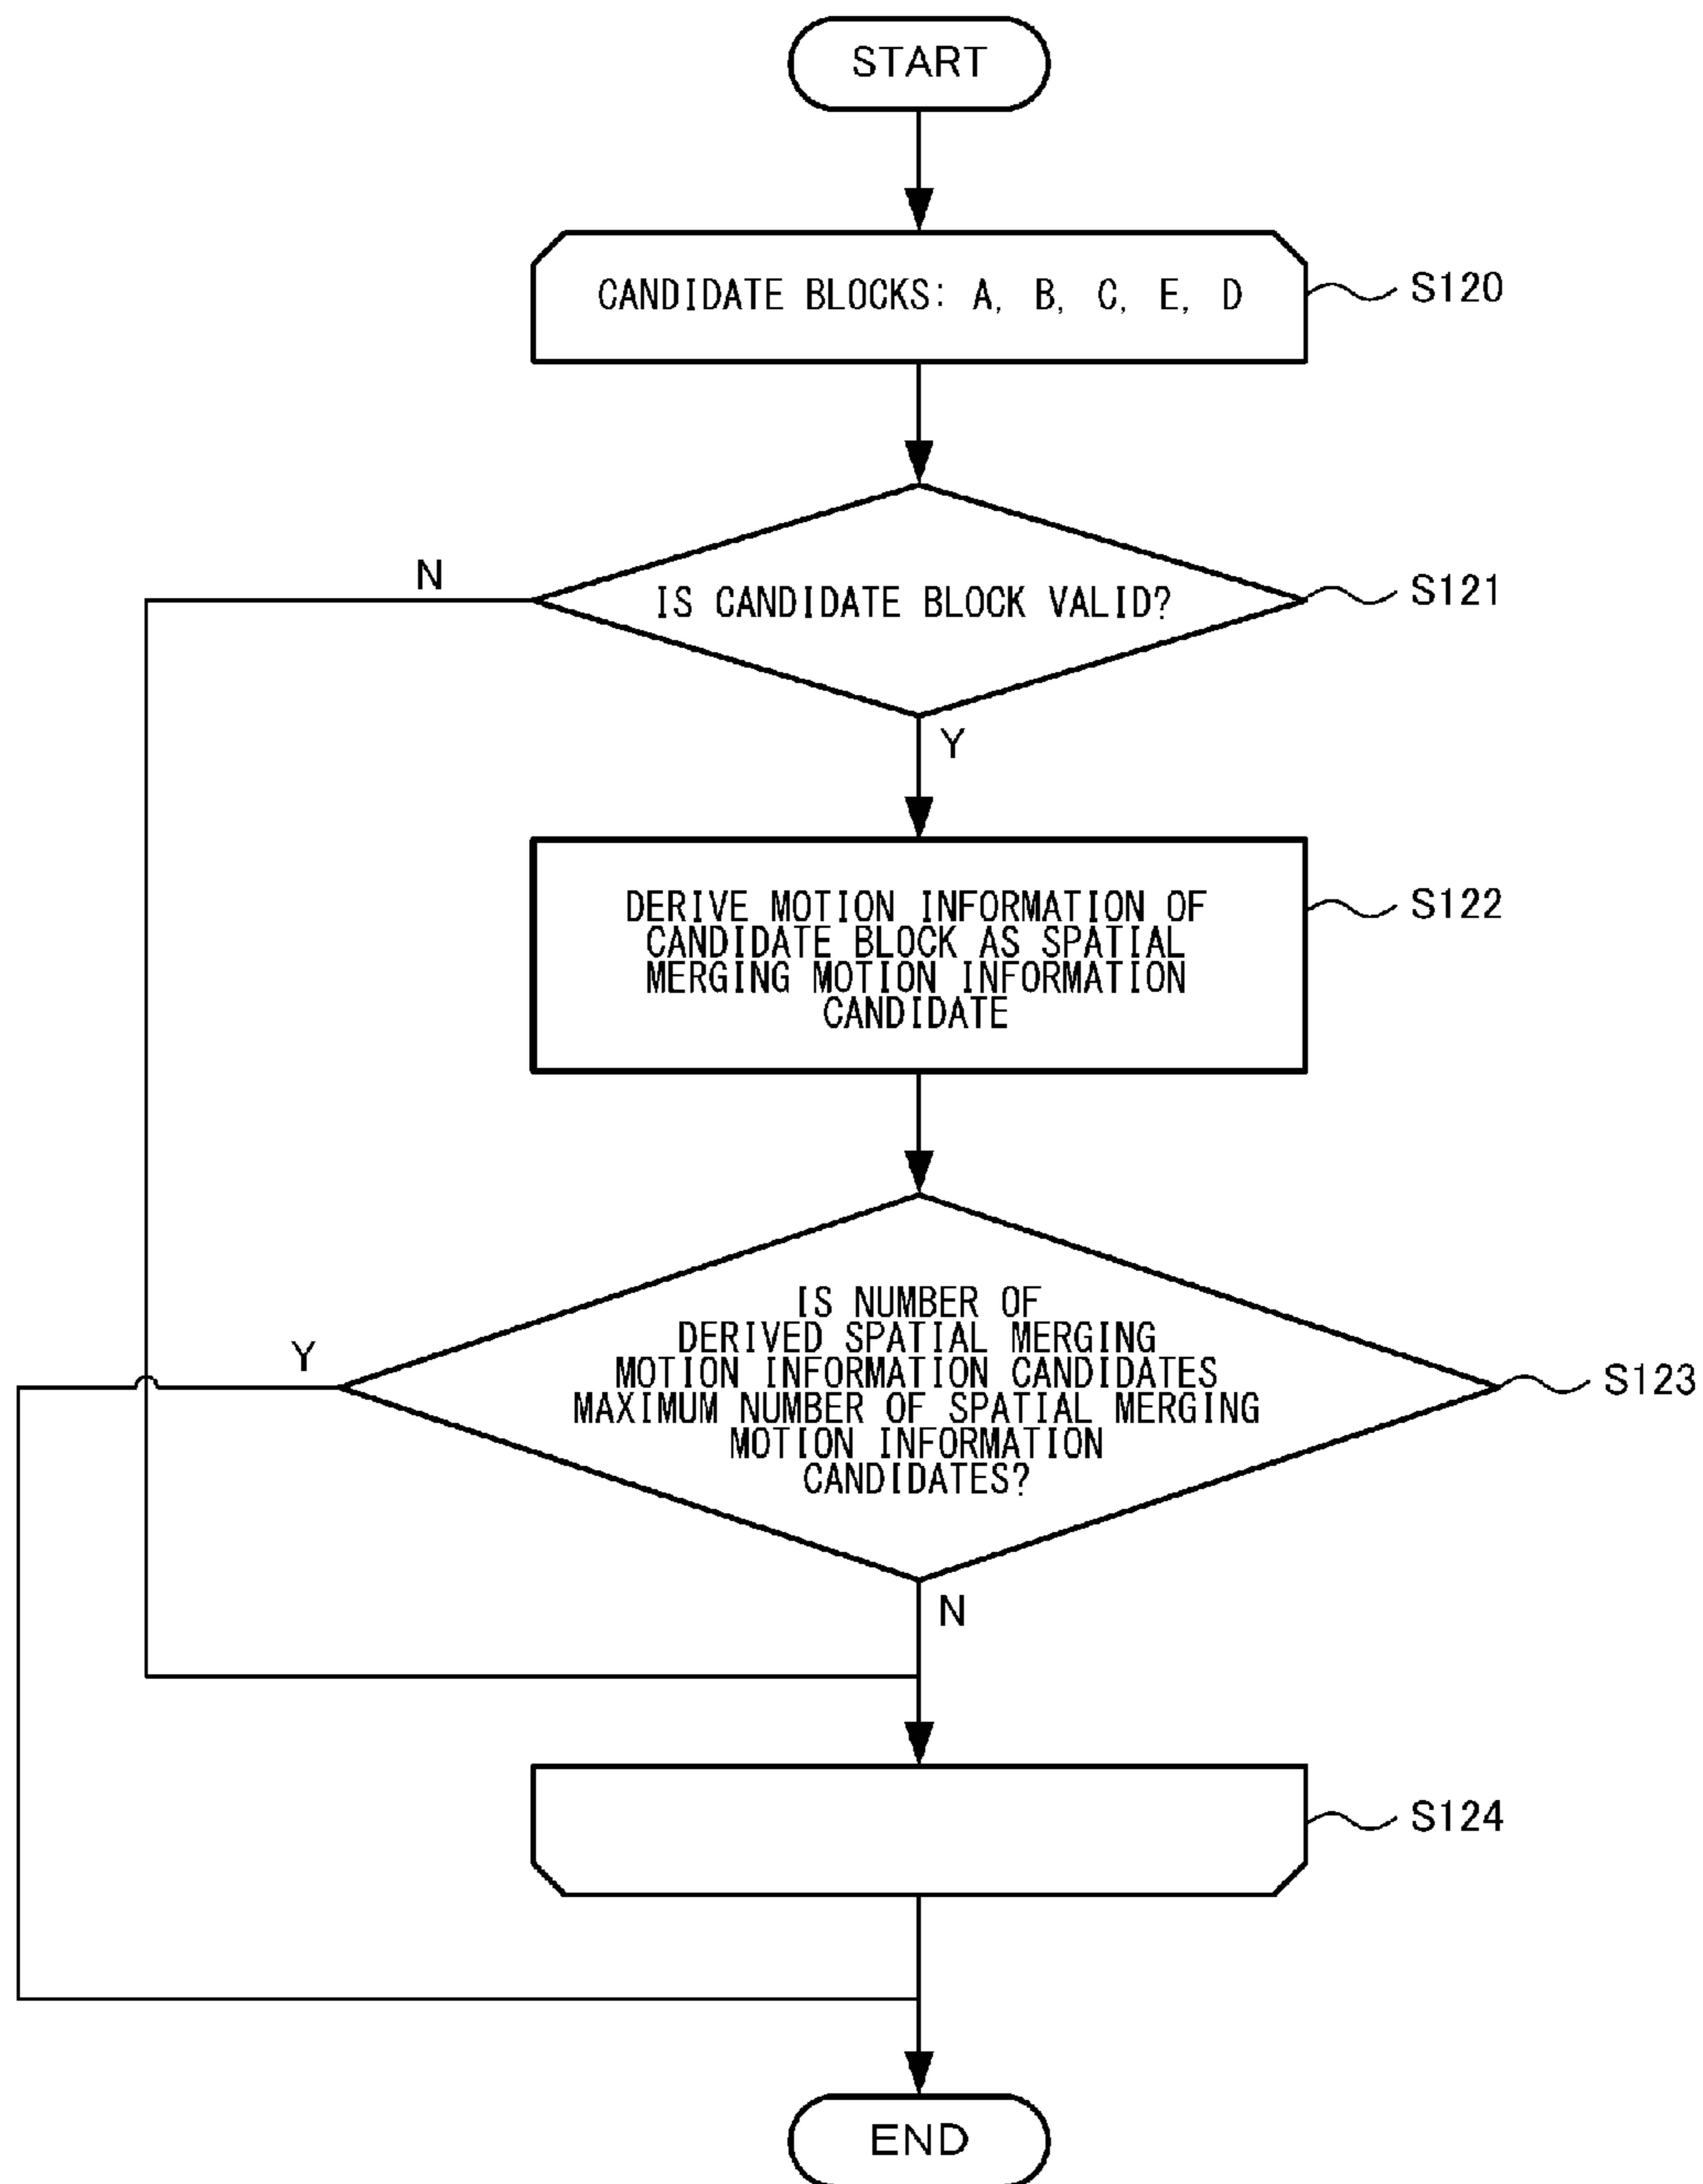 START
CANDIDATE BLOCKS: A, B, C, E, D
S120
N
IS CANDIDATE BLOCK VALID?
S121
Y
DERIVE MOTION INFORMATION OF
CANDIDATE BLOCK AS SPATIAL
MERGING MOTION INFORMATION
CANDIDATE
S122
Y
IS NUMBER OF
DERIVED SPATIAL MERGING
MOTION INFORMATION CANDIDATES
MAXIMUM NUMBER OF SPATIAL MERGING
MOTION INFORMATION
CANDIDATES?
S123
N
S124
END